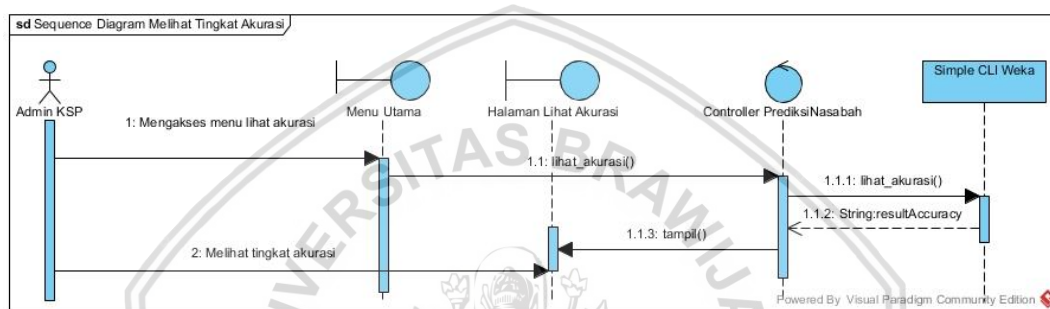 sd Sequence Diagram Melihat Tingkat Akurasi
Admin KSP
Menu Utama
Halaman Lihat Akurasi
Controller PrediksiNasabah
Simple CLI Weka
1: Mengakses menu lihat akurasi
1.1: lihat_akurasi()
1.1.1: lihat_akurasi()
1.1.2: String:resultAccuracy
1.1.3: tampil()
2: Melihat tingkat akurasi
UNIVERSITAS BRAWIJA
Powered By Visual Paradigm Community Edition